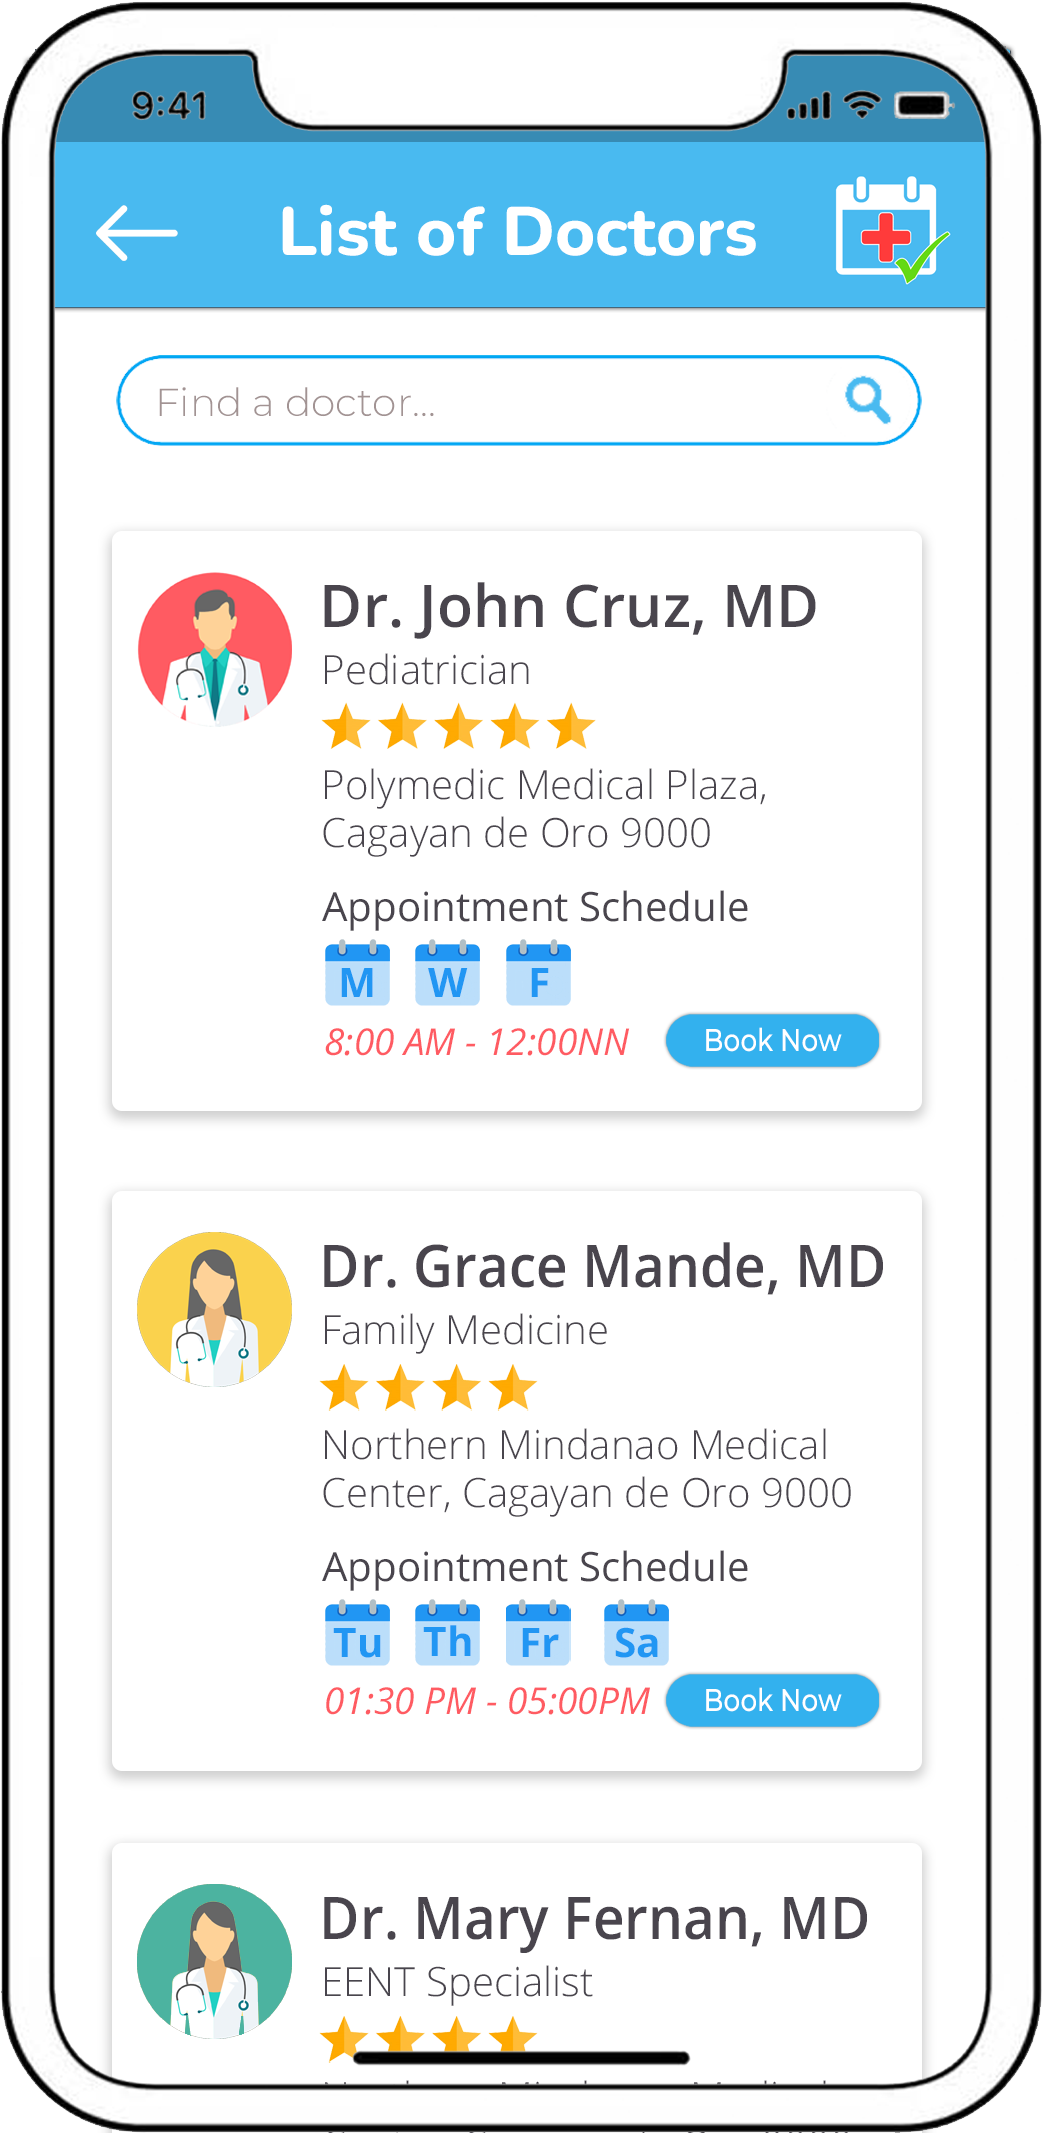 9:41
List of Doctors
Find a doctor...
Dr. John Cruz, MD
Pediatrician
Polymedic Medical Plaza,
Cagayan de Oro 9000
Appointment Schedule
M W F
8:00 AM - 12:00NN
Book Now
Dr. Grace Mande, MD
Family Medicine
Northern Mindanao Medical
Center, Cagayan de Oro 9000
Appointment Schedule
Tu Th Fr Sa
01:30 PM - 05:00PM
Book Now
Dr. Mary Fernan, MD
EENT Specialist